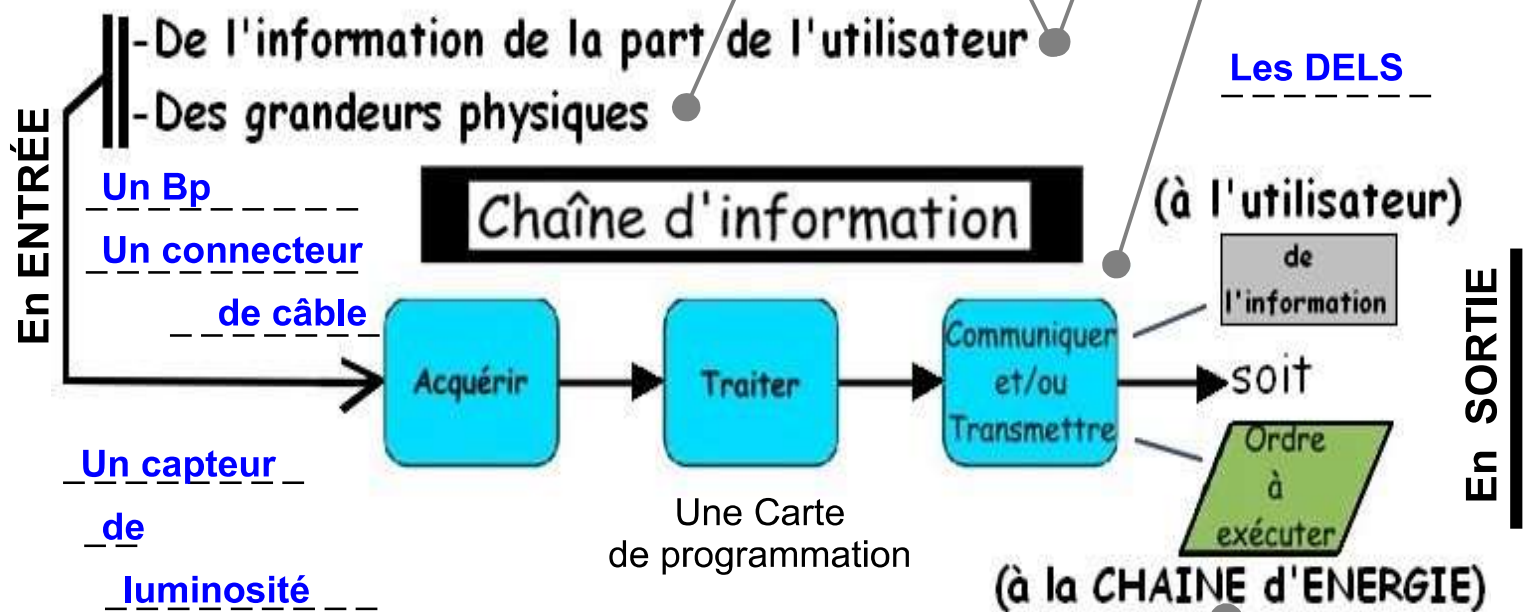 -De l'information de la part de l'utilisateur
-Des grandeurs physiques
Les DELS
En ENTRÉE
Un Bp
Un connecteur
de câble
Chaîne d'information
(à l'utilisateur)
de
l'information
Acquérir
Traiter
Communiquer
et/ou
Transmettre
soit
Ordre
à
exécuter
En SORTIE
Un capteur
de
luminosité
Une Carte
de programmation
(à la CHAINE d'ENERGIE)